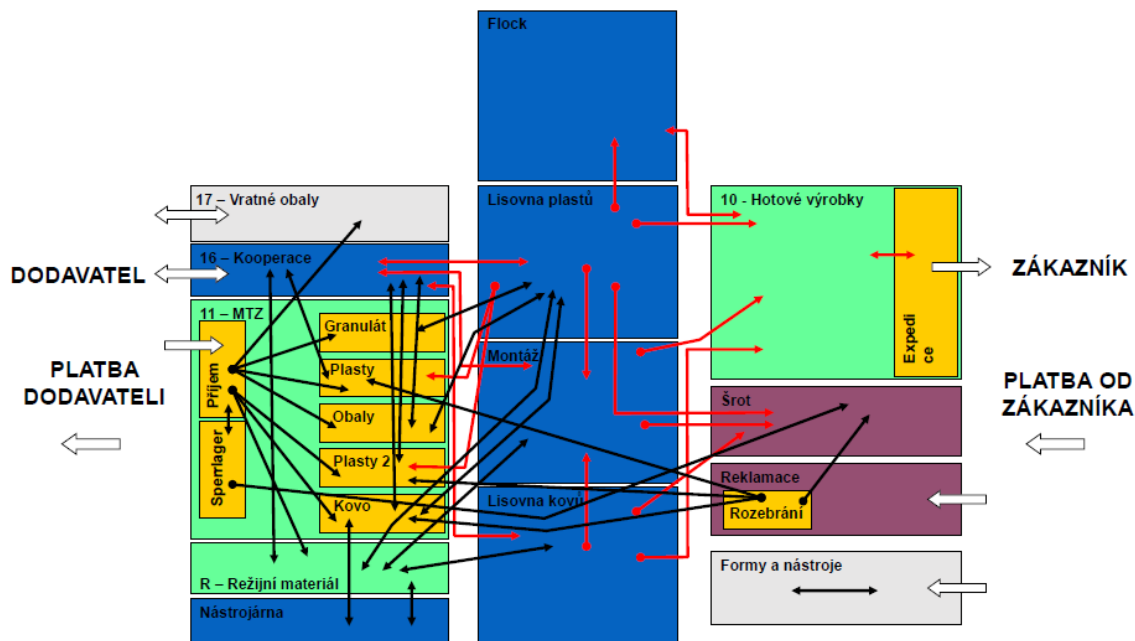 Flock
17 – Vratné obaly
Lisovna plastů
10 - Hotové výrobky
16 – Kooperace
DODAVATEL
ZÁKAZNÍK
11 – MTZ
Granulát
Příjem
Plasty
Montáž
Expedi
ce
PLATBA
DODAVATELI
Obaly
Šrot
PLATBA OD
ZÁKAZNÍKA
Sperrlager
Plasty 2
Reklamace
Kovo
Lisovna kovů
Rozebrání
R – Režijní materiál
Formy a nástroje
Nástrojárna